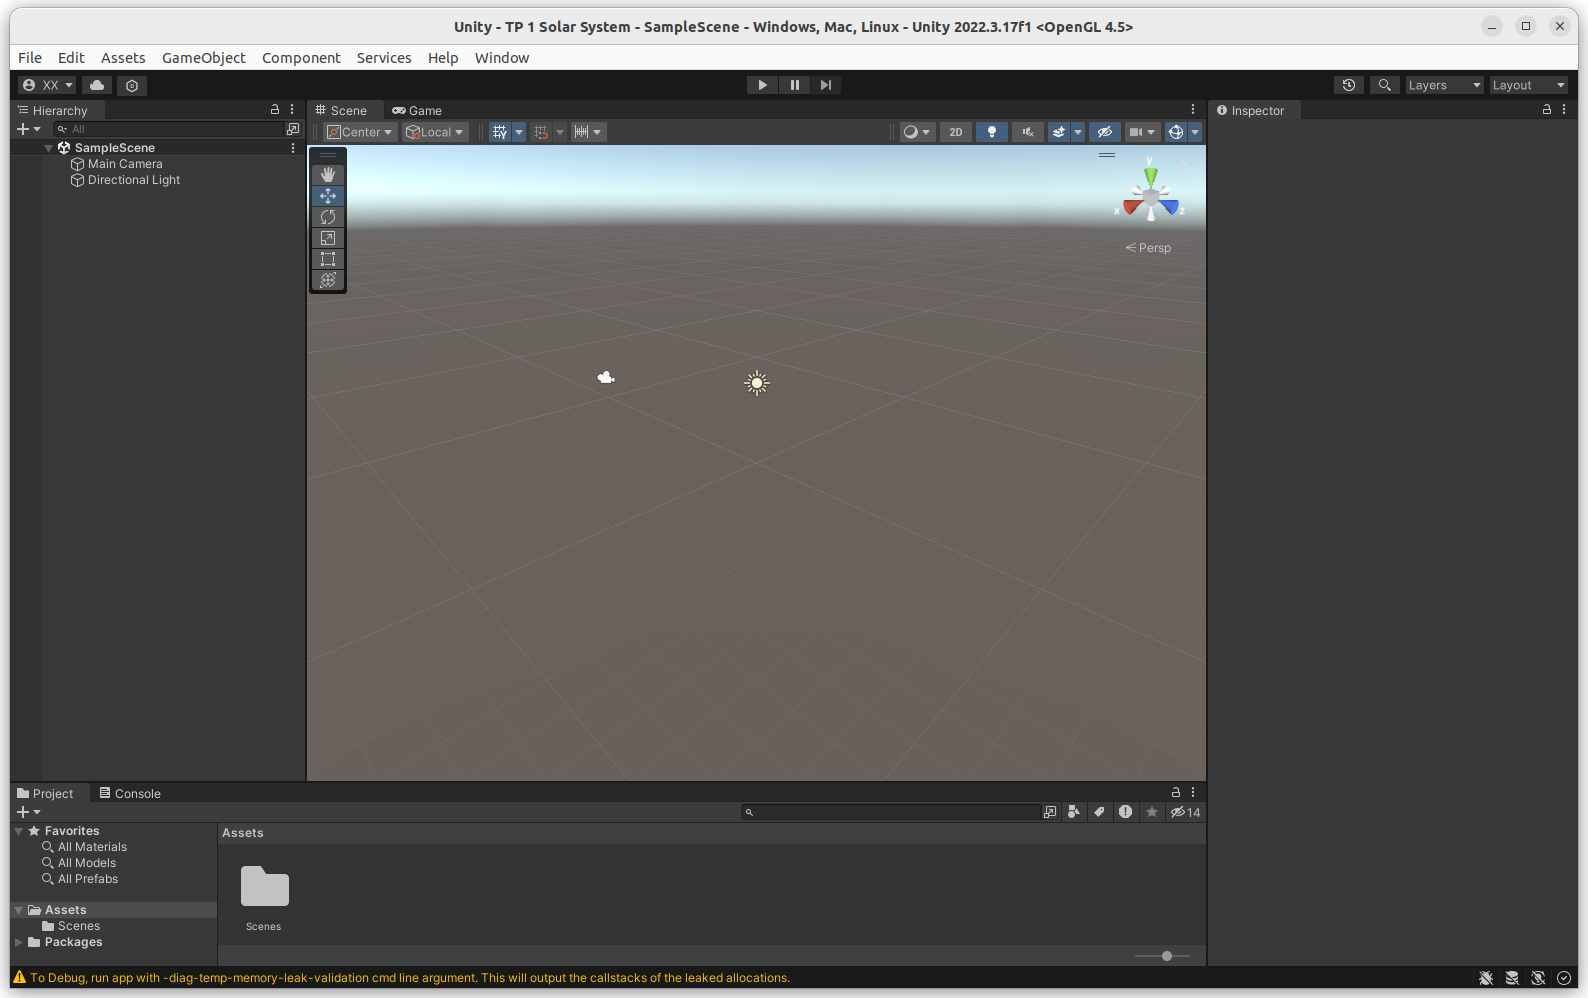 Unity - TP 1 Solar System - SampleScene - Windows, Mac, Linux - Unity 2022.3.17f1 <OpenGL 4.5>
File Edit Assets GameObject Component Services Help Window
XX Layers Layout
Hierarchy
All
SampleScene
Main Camera
Directional Light
Scene Game
Center Local 2D
y
x z
Persp
Inspector
Project Console
14
Favorites
All Materials
All Models
All Prefabs
Assets
Scenes
Packages
Assets
Scenes
To Debug, run app with -diag-temp-memory-leak-validation cmd line argument. This will output the callstacks of the leaked allocations.